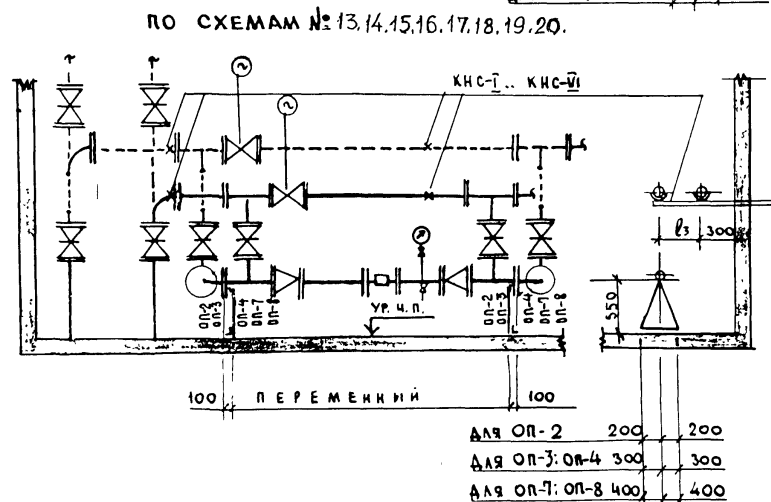 ПО СХЕМАМ № 13,14,15,16,17,18,19,20.
КНС-I .. КНС-VI
l3 300
550
ОП-2
ОП-3
ОП-4
ОП-7
ОП-8
УР. Ч. П.
ОП-2
ОП-3
ОП-4
ОП-7
ОП-8
100 ПЕРЕМЕННЫЙ 100
ДЛЯ ОП-2 200 200
ДЛЯ ОП-3; ОП-4 300 300
ДЛЯ ОП-7; ОП-8 400 400